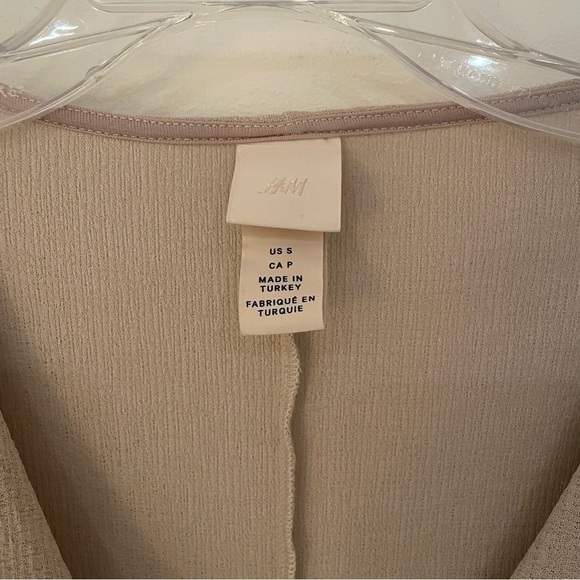 H&M
US S
CA P
MADE IN
TURKEY
FABRIQUÉ EN
TURQUIE